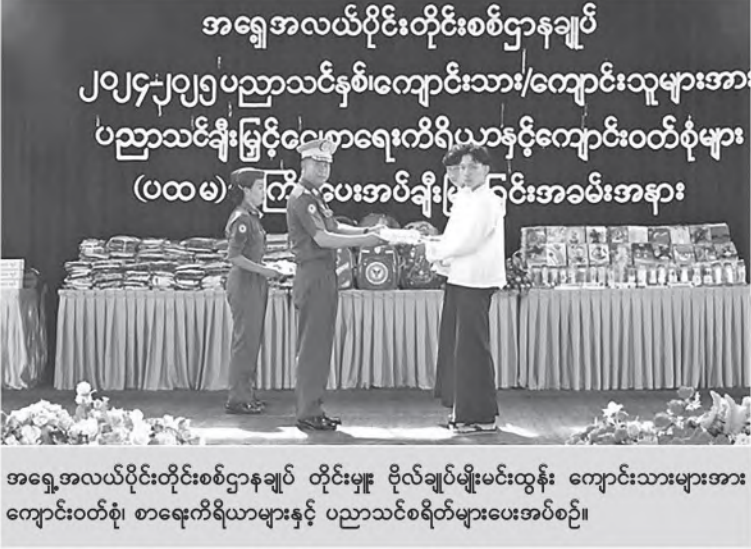 အရှေ့အလယ်ပိုင်းတိုင်းစစ်ဌာနချုပ်
၂၀၂၄-၂၀၂၅ပညာသင်နှစ်၊ကျောင်းသား/ကျောင်းသူများအား
ပညာသင်ချီးမြှင့်ငွေ၊စာရေးကိရိယာနှင့်ကျောင်းဝတ်စုံများ
(ပထမ) ပေးအပ်ချီး အခမ်းအနား
အရှေ့အလယ်ပိုင်းတိုင်းစစ်ဌာနချုပ် တိုင်းမှူး ဗိုလ်ချုပ်မျိုးမင်းထွန်း ကျောင်းသားများအား
ကျောင်းဝတ်စုံ၊ စာရေးကိရိယာများနှင့် ပညာသင်စရိတ်များပေးအပ်စဉ်။